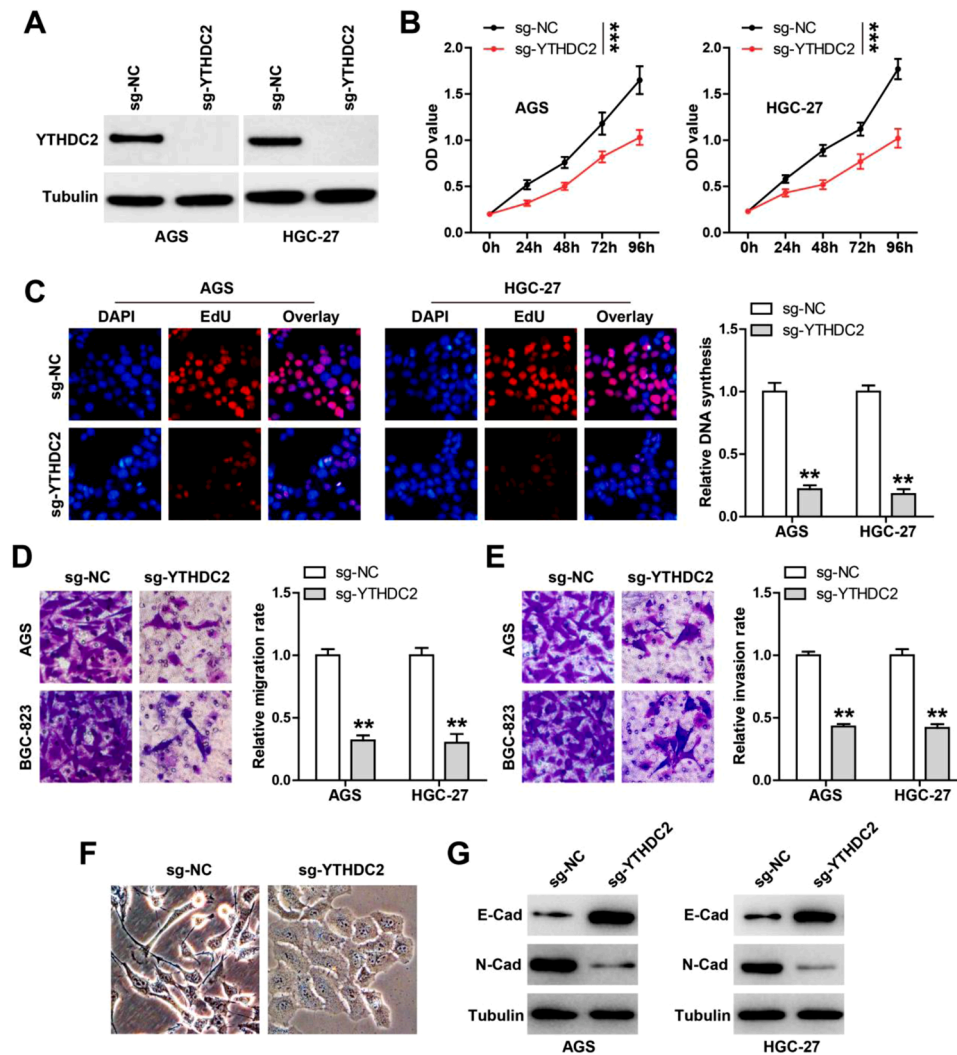 A
sg-NC
sg-YTHDC2
sg-NC
sg-YTHDC2
YTHDC2
Tubulin
AGS
HGC-27
B
sg-NC
sg-YTHDC2
***
AGS
OD value
2.0
1.5
1.0
0.5
0.0
0h 24h 48h 72h 96h
sg-NC
sg-YTHDC2
***
HGC-27
OD value
2.0
1.5
1.0
0.5
0.0
0h 24h 48h 72h 96h
C
AGS
HGC-27
DAPI EdU Overlay
DAPI EdU Overlay
sg-NC
sg-YTHDC2
sg-NC
sg-YTHDC2
Relative DNA synthesis
1.5
1.0
0.5
0.0
** **
AGS HGC-27
D
sg-NC sg-YTHDC2
AGS
BGC-823
sg-NC
sg-YTHDC2
Relative migration rate
1.5
1.0
0.5
0.0
** **
AGS HGC-27
E
sg-NC sg-YTHDC2
AGS
BGC-823
sg-NC
sg-YTHDC2
Relative invasion rate
1.5
1.0
0.5
0.0
** **
AGS HGC-27
F
sg-NC sg-YTHDC2
G
sg-NC
sg-YTHDC2
E-Cad
N-Cad
Tubulin
AGS
sg-NC
sg-YTHDC2
E-Cad
N-Cad
Tubulin
HGC-27